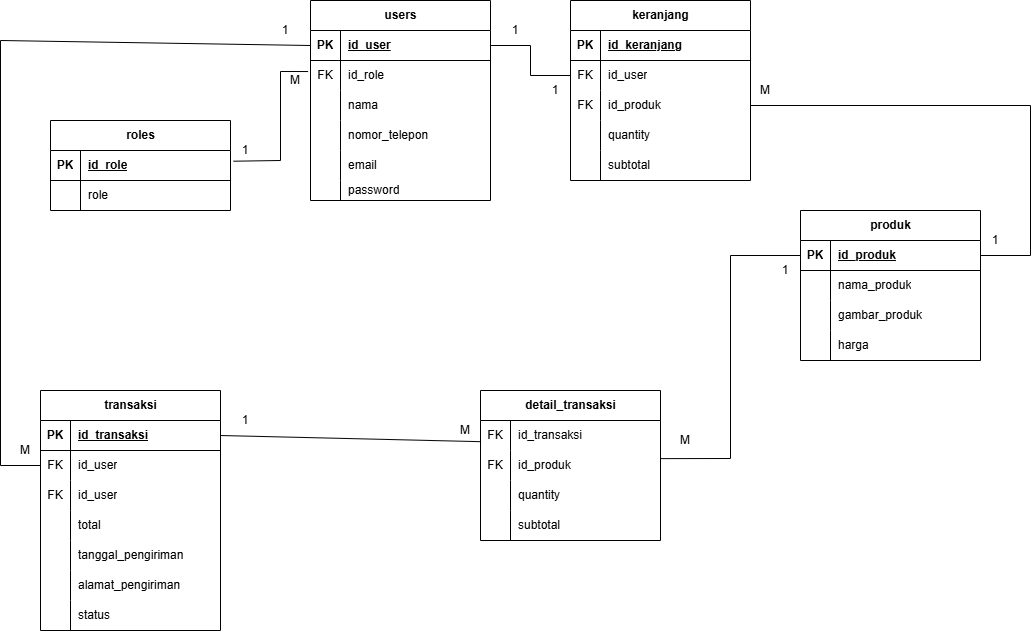 users
PK id_user
FK id_role
nama
nomor_telepon
email
password
1
1
M
keranjang
PK id_keranjang
FK id_user
FK id_produk
quantity
subtotal
1
M
roles
PK id_role
role
1
produk
PK id_produk
nama_produk
gambar_produk
harga
1
1
transaksi
PK id_transaksi
FK id_user
FK id_user
total
tanggal_pengiriman
alamat_pengiriman
status
M
1
detail_transaksi
FK id_transaksi
FK id_produk
quantity
subtotal
M
M